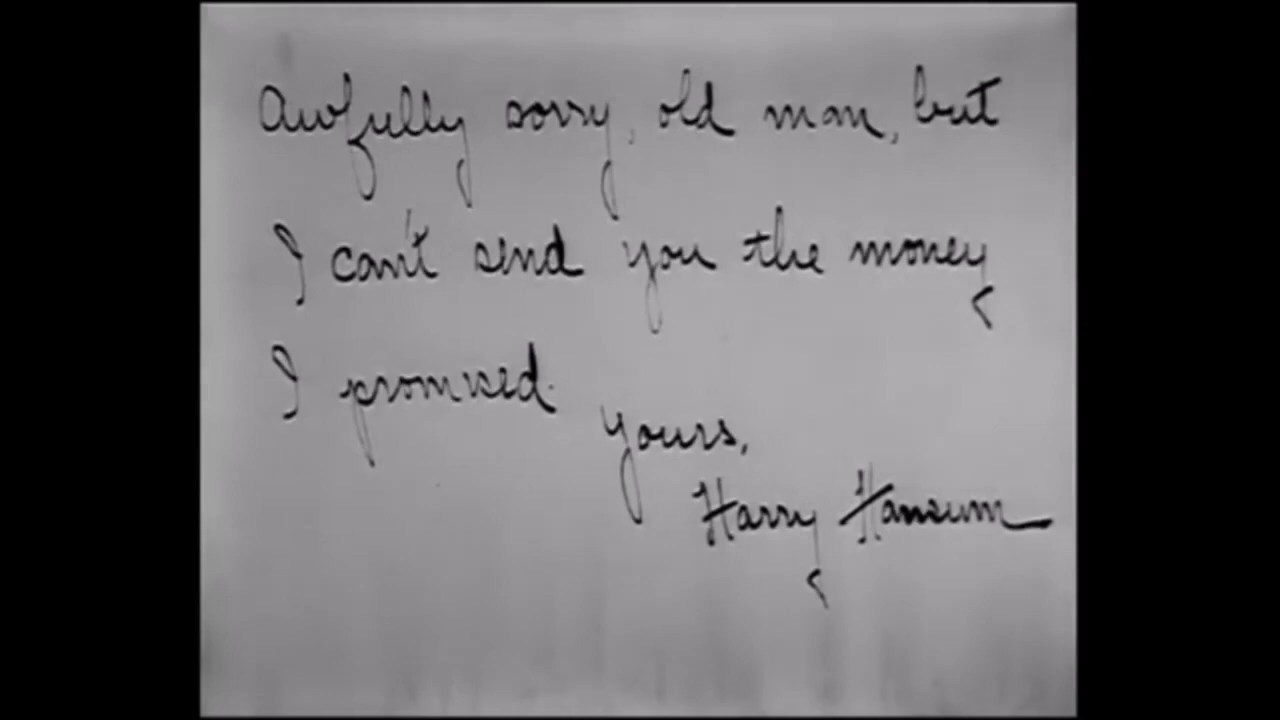 Awfully sorry, old man, but
I can't send you the money
I promised.
yours,
Harry Hansum